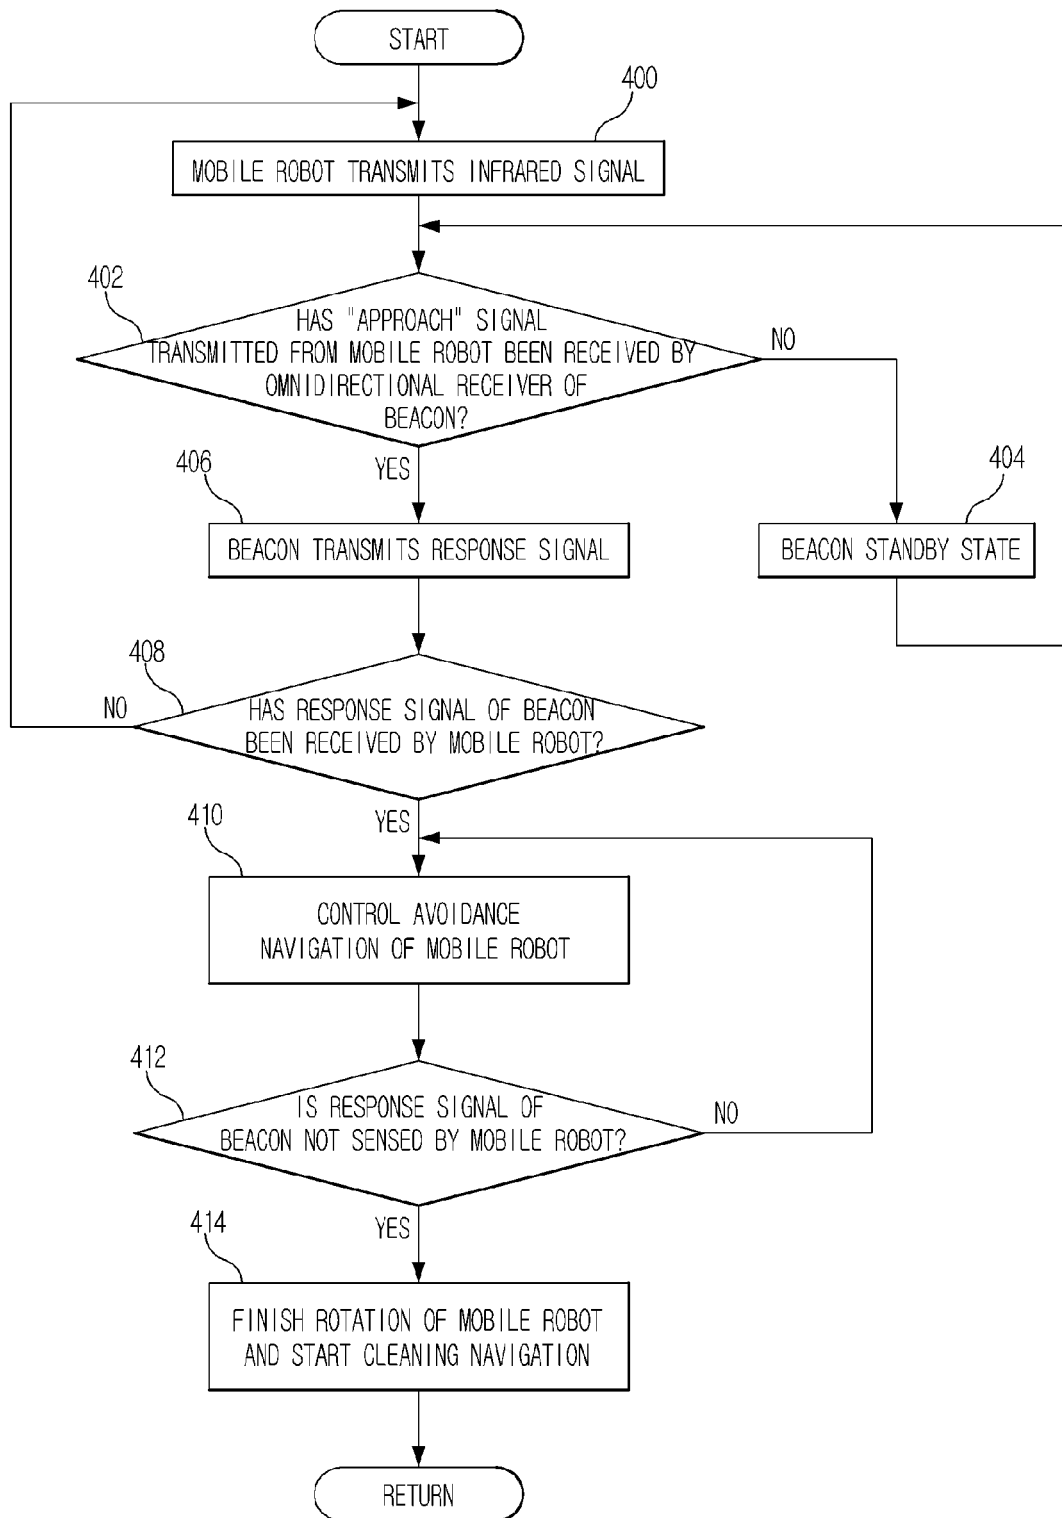 START
400
MOBILE ROBOT TRANSMITS INFRARED SIGNAL
402
HAS "APPROACH" SIGNAL
TRANSMITTED FROM MOBILE ROBOT BEEN RECEIVED BY
OMNIDIRECTIONAL RECEIVER OF
BEACON?
NO
YES
406
BEACON TRANSMITS RESPONSE SIGNAL
404
BEACON STANDBY STATE
408
NO
HAS RESPONSE SIGNAL OF BEACON
BEEN RECEIVED BY MOBILE ROBOT?
YES
410
CONTROL AVOIDANCE
NAVIGATION OF MOBILE ROBOT
412
IS RESPONSE SIGNAL OF
BEACON NOT SENSED BY MOBILE ROBOT?
NO
YES
414
FINISH ROTATION OF MOBILE ROBOT
AND START CLEANING NAVIGATION
RETURN